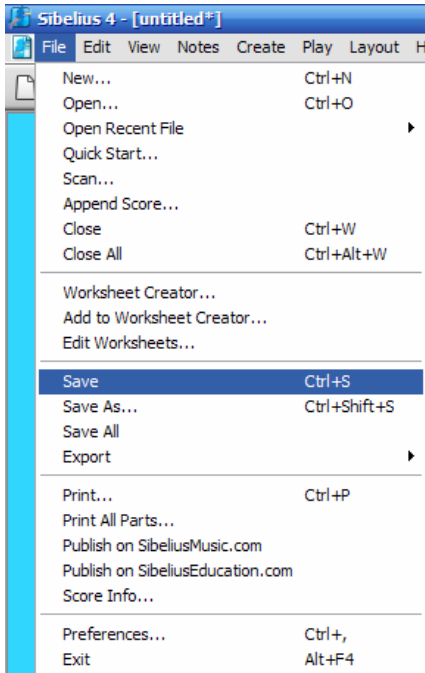 Sibelius 4 - [untitled*]
File Edit View Notes Create Play Layout
New... Ctrl+N
Open... Ctrl+O
Open Recent File
Quick Start...
Scan...
Append Score...
Close Ctrl+W
Close All Ctrl+Alt+W
Worksheet Creator...
Add to Worksheet Creator...
Edit Worksheets...
Save Ctrl+S
Save As... Ctrl+Shift+S
Save All
Export
Print... Ctrl+P
Print All Parts...
Publish on SibeliusMusic.com
Publish on SibeliusEducation.com
Score Info...
Preferences... Ctrl+,
Exit Alt+F4